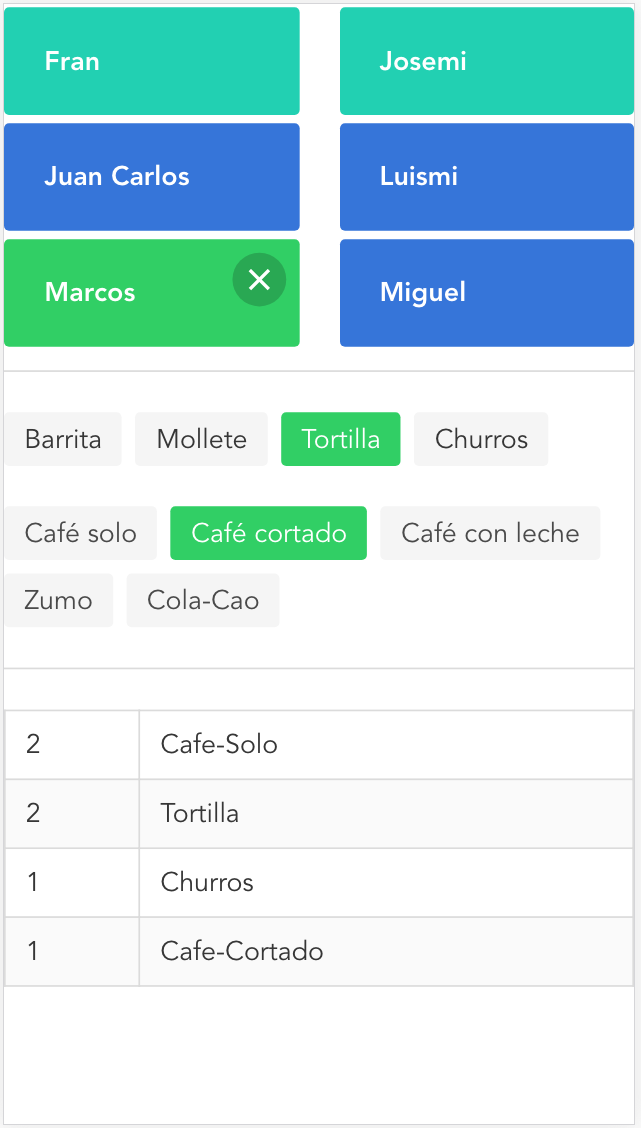 Fran Josemi
Juan Carlos Luismi
Marcos Miguel
Barrita Mollete Tortilla Churros
Café solo Café cortado Café con leche
Zumo Cola-Cao
2 Cafe-Solo
2 Tortilla
1 Churros
1 Cafe-Cortado